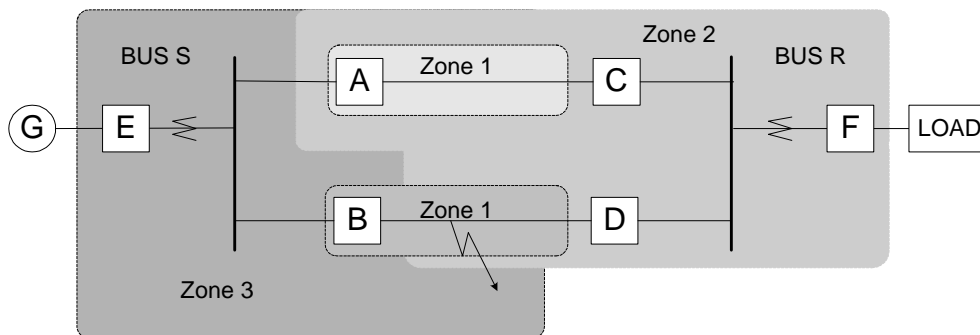 Zone 2
BUS S
BUS R
Zone 1
A
C
G
E
F
LOAD
Zone 1
B
D
Zone 3